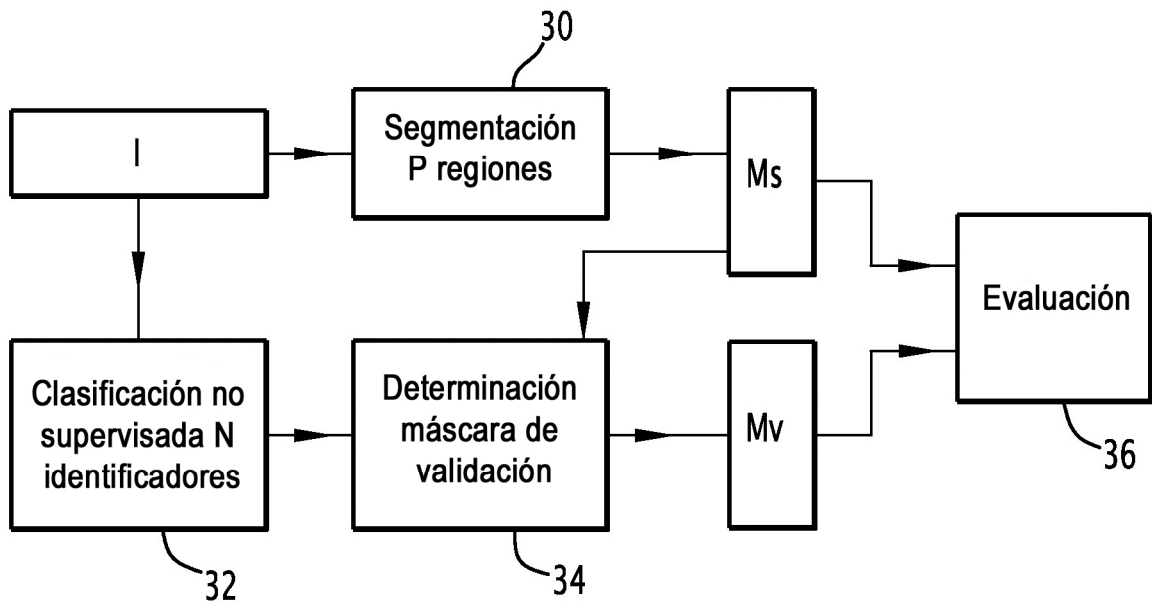 30
I
Segmentación
P regiones
Ms
Evaluación
36
Clasificación no
supervisada N
identificadores
32
Determinación
máscara de
validación
34
Mv